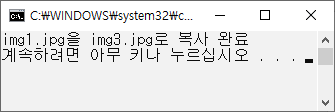 C:₩WINDOWS₩system32₩c...
img1.jpg을 img3.jpg로 복사 완료
계속하려면 아무 키나 누르십시오 . . .